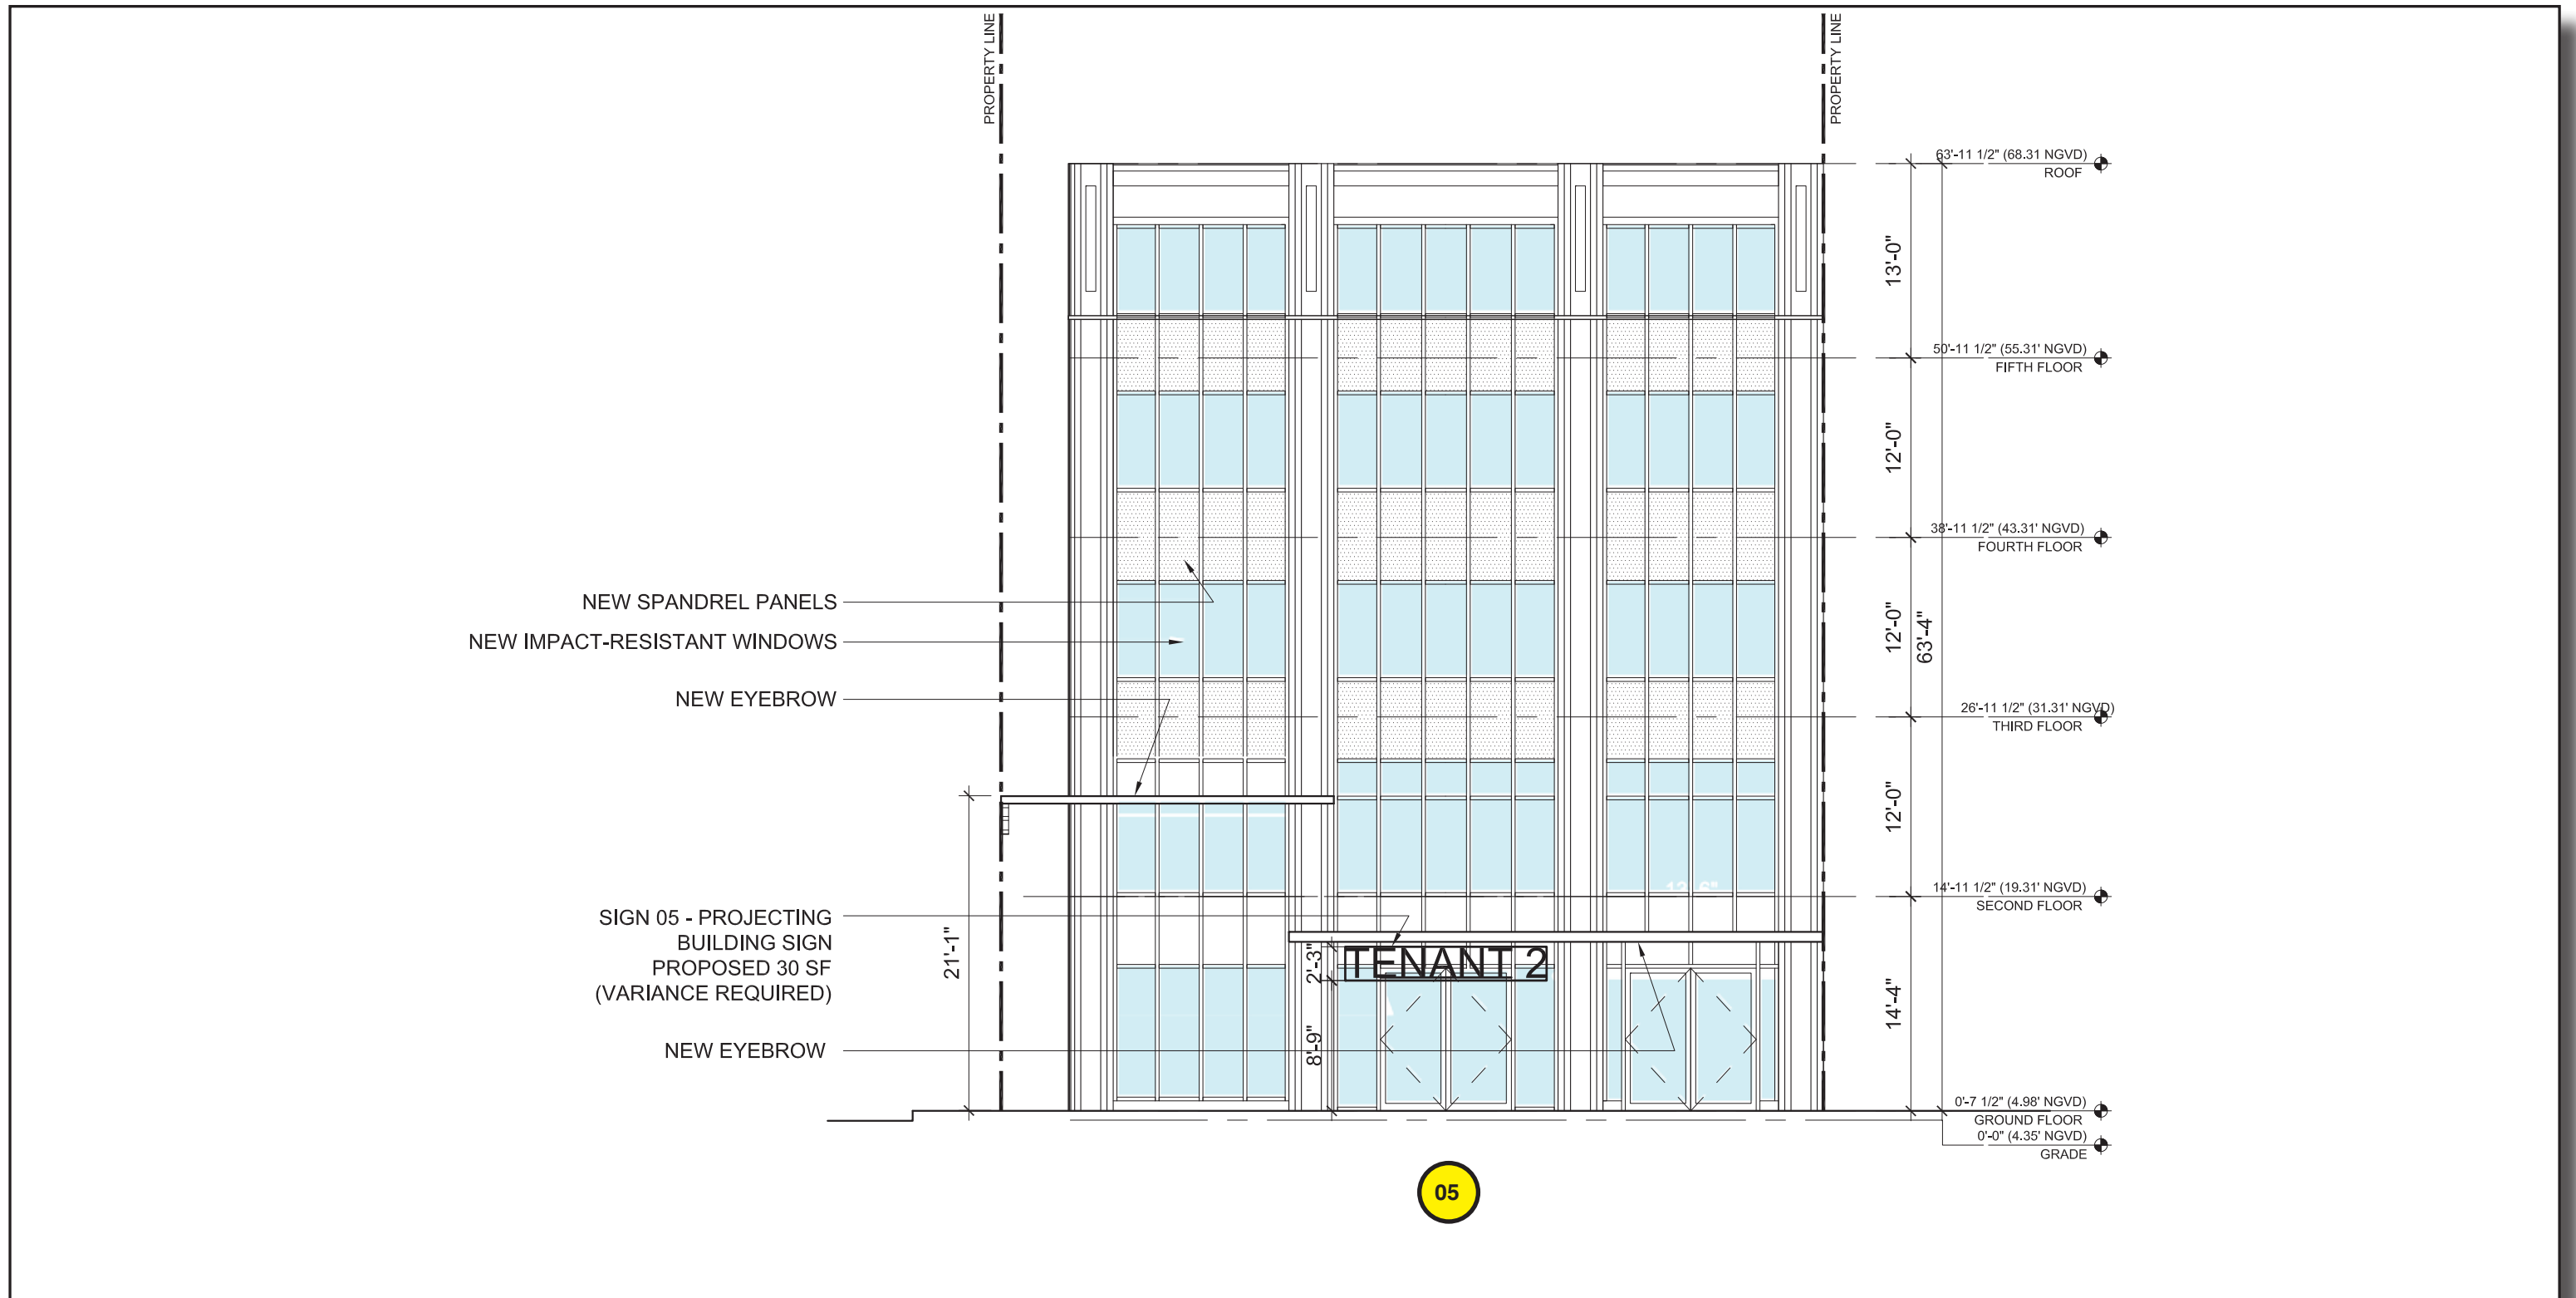 PROPERTY LINE
PROPERTY LINE
63'-11 1/2" (68.31 NGVD)
ROOF
13'-0"
50'-11 1/2" (55.31' NGVD)
FIFTH FLOOR
12'-0"
38'-11 1/2" (43.31' NGVD)
FOURTH FLOOR
NEW SPANDREL PANELS
12'-0"
63'-4"
NEW IMPACT-RESISTANT WINDOWS
NEW EYEBROW
26'-11 1/2" (31.31' NGVD)
THIRD FLOOR
12'-0"
14'-11 1/2" (19.31' NGVD)
SECOND FLOOR
SIGN 05 - PROJECTING
BUILDING SIGN
PROPOSED 30 SF
(VARIANCE REQUIRED)
21'-1"
2'-3"
TENANT 2
14'-4"
8'-9"
NEW EYEBROW
0'-7 1/2" (4.98' NGVD)
GROUND FLOOR
0'-0" (4.35' NGVD)
GRADE
05